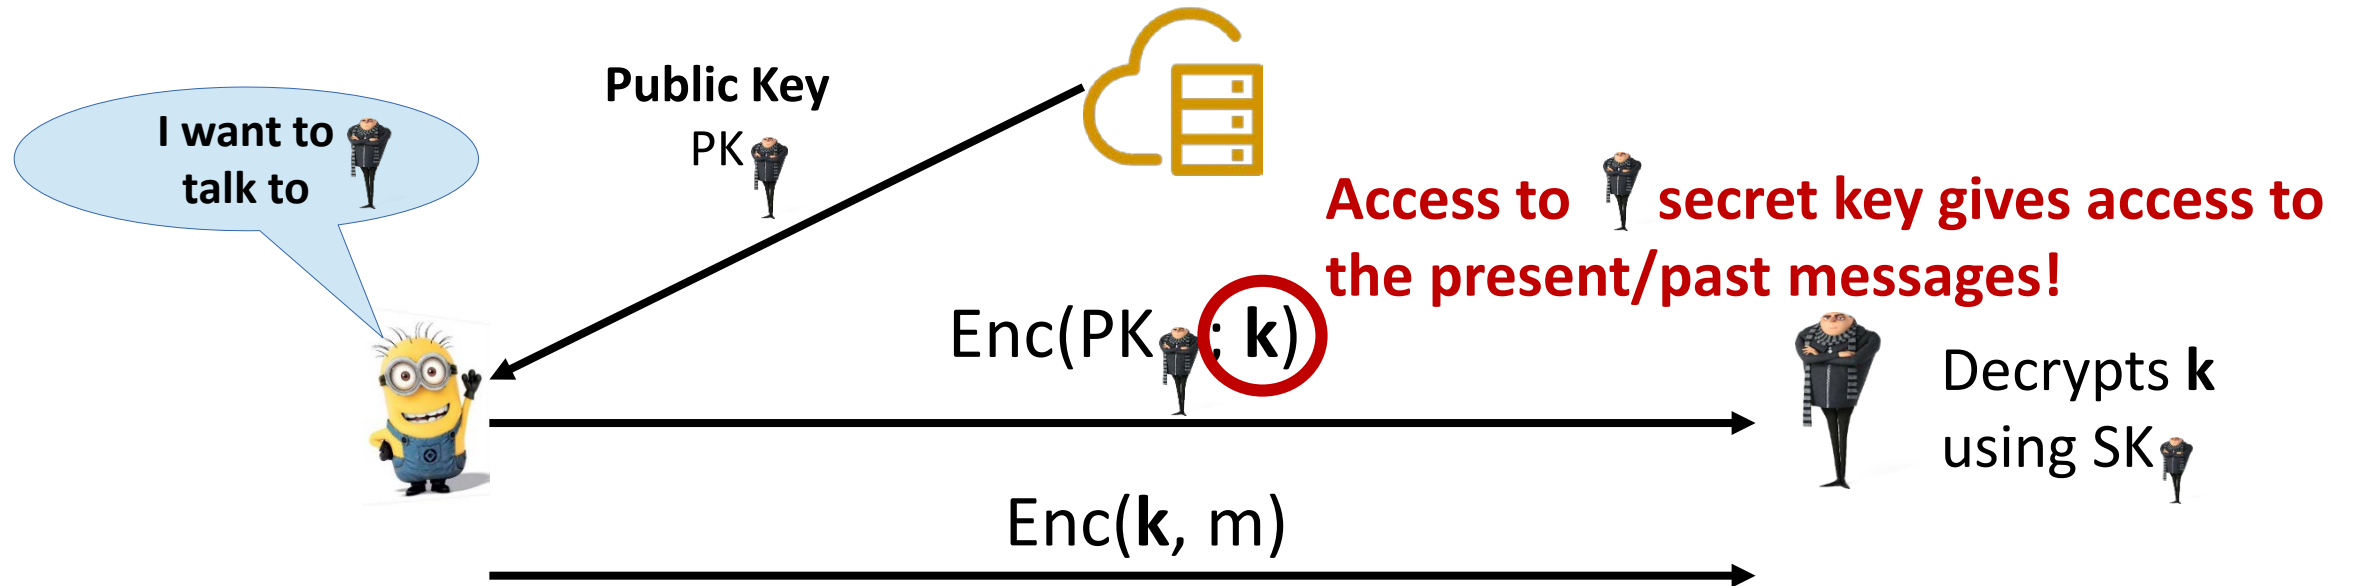 I want to
talk to
Public Key
PK
Access to secret key gives access to
the present/past messages!
Enc(PK ; k)
Decrypts k
using SK
Enc(k, m)